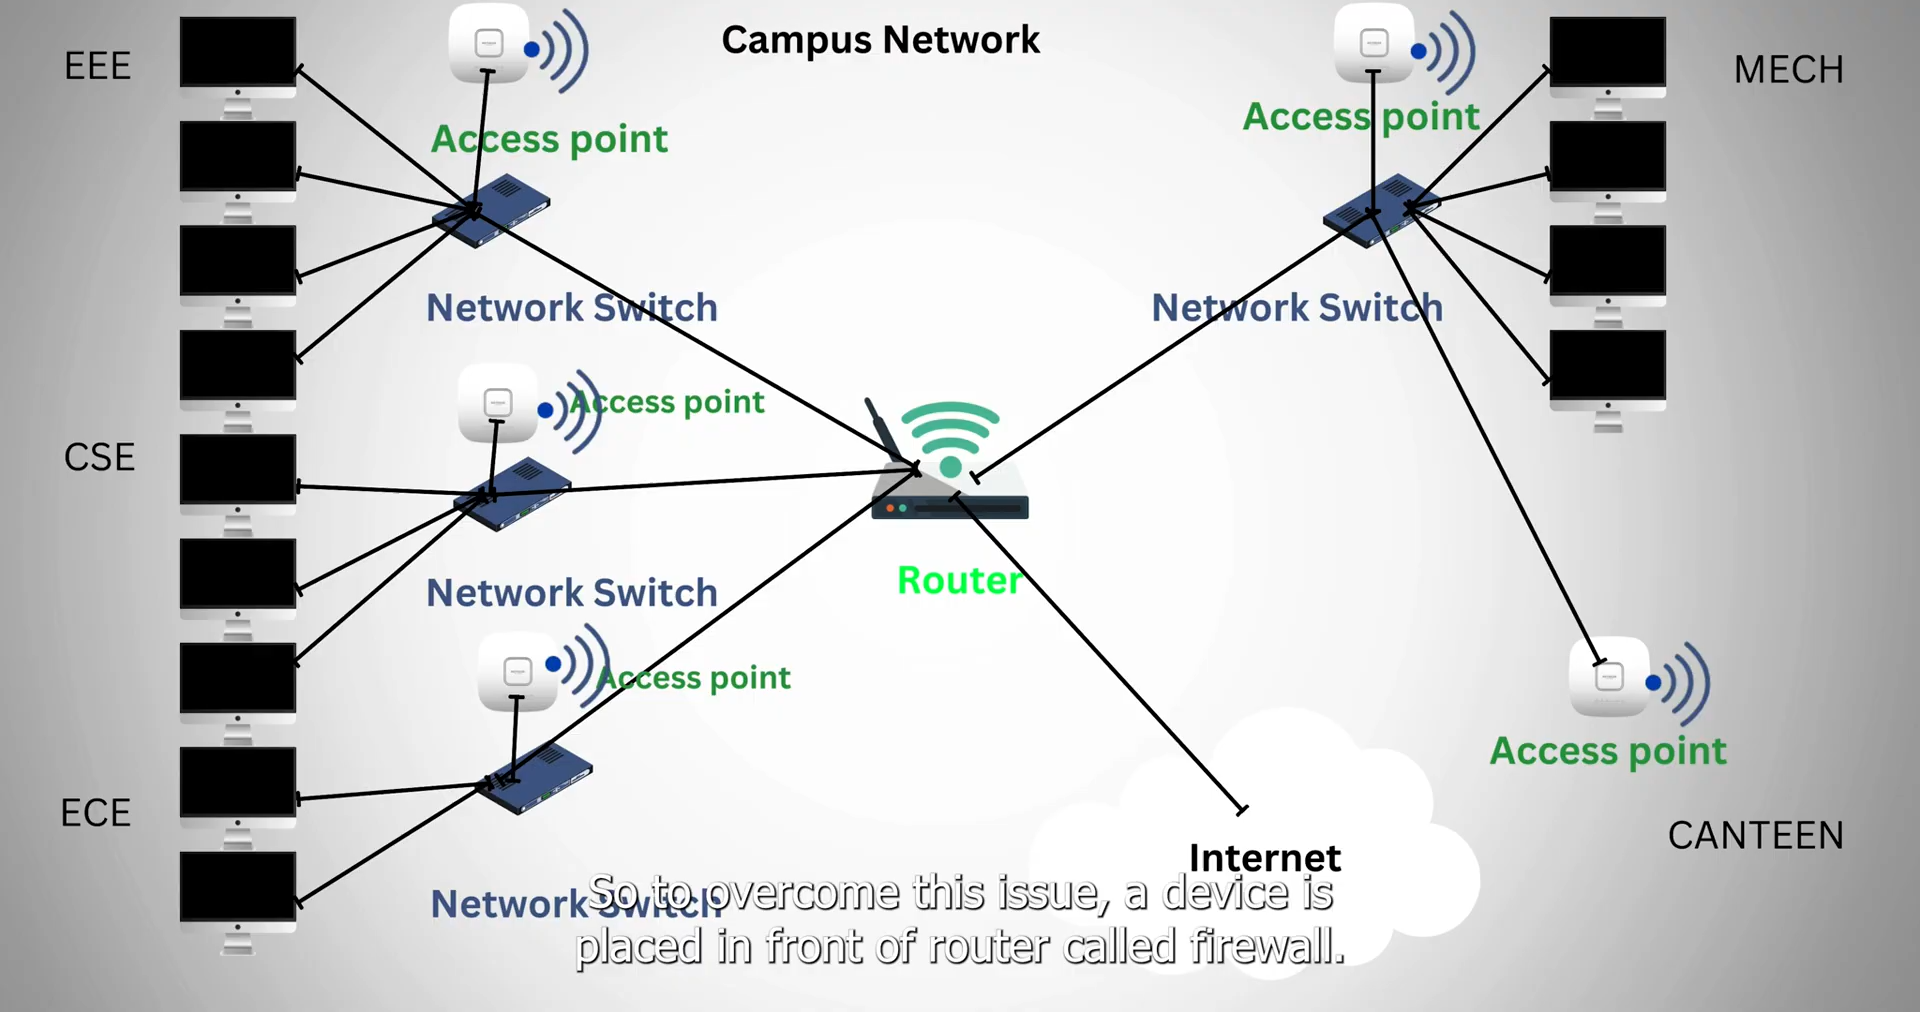 Campus Network
EEE
MECH
Access point
Access point
Network Switch
Network Switch
Access point
CSE
Router
Network Switch
Access point
Access point
ECE
CANTEEN
Internet
Network Switch
So to overcome this issue, a device is
placed in front of router called firewall.